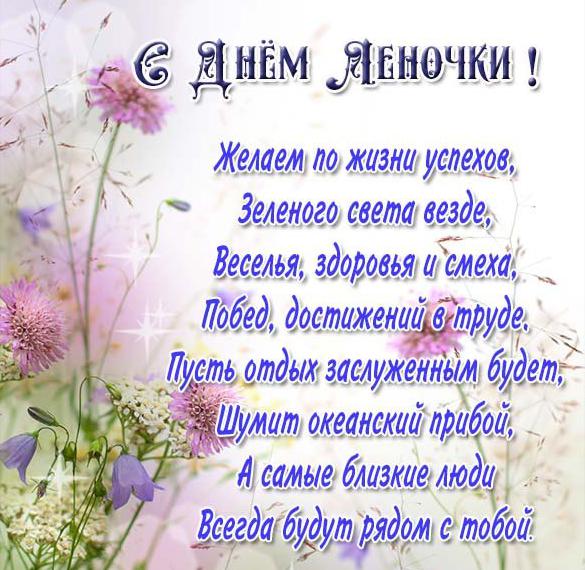 С Днём Леночки !
Желаем по жизни успехов,
Зеленого света везде,
Веселья, здоровья и смеха,
Побед, достижений в труде.
Пусть отдых заслуженным будет,
Шумит океанский прибой,
А самые близкие люди
Всегда будут рядом с тобой.